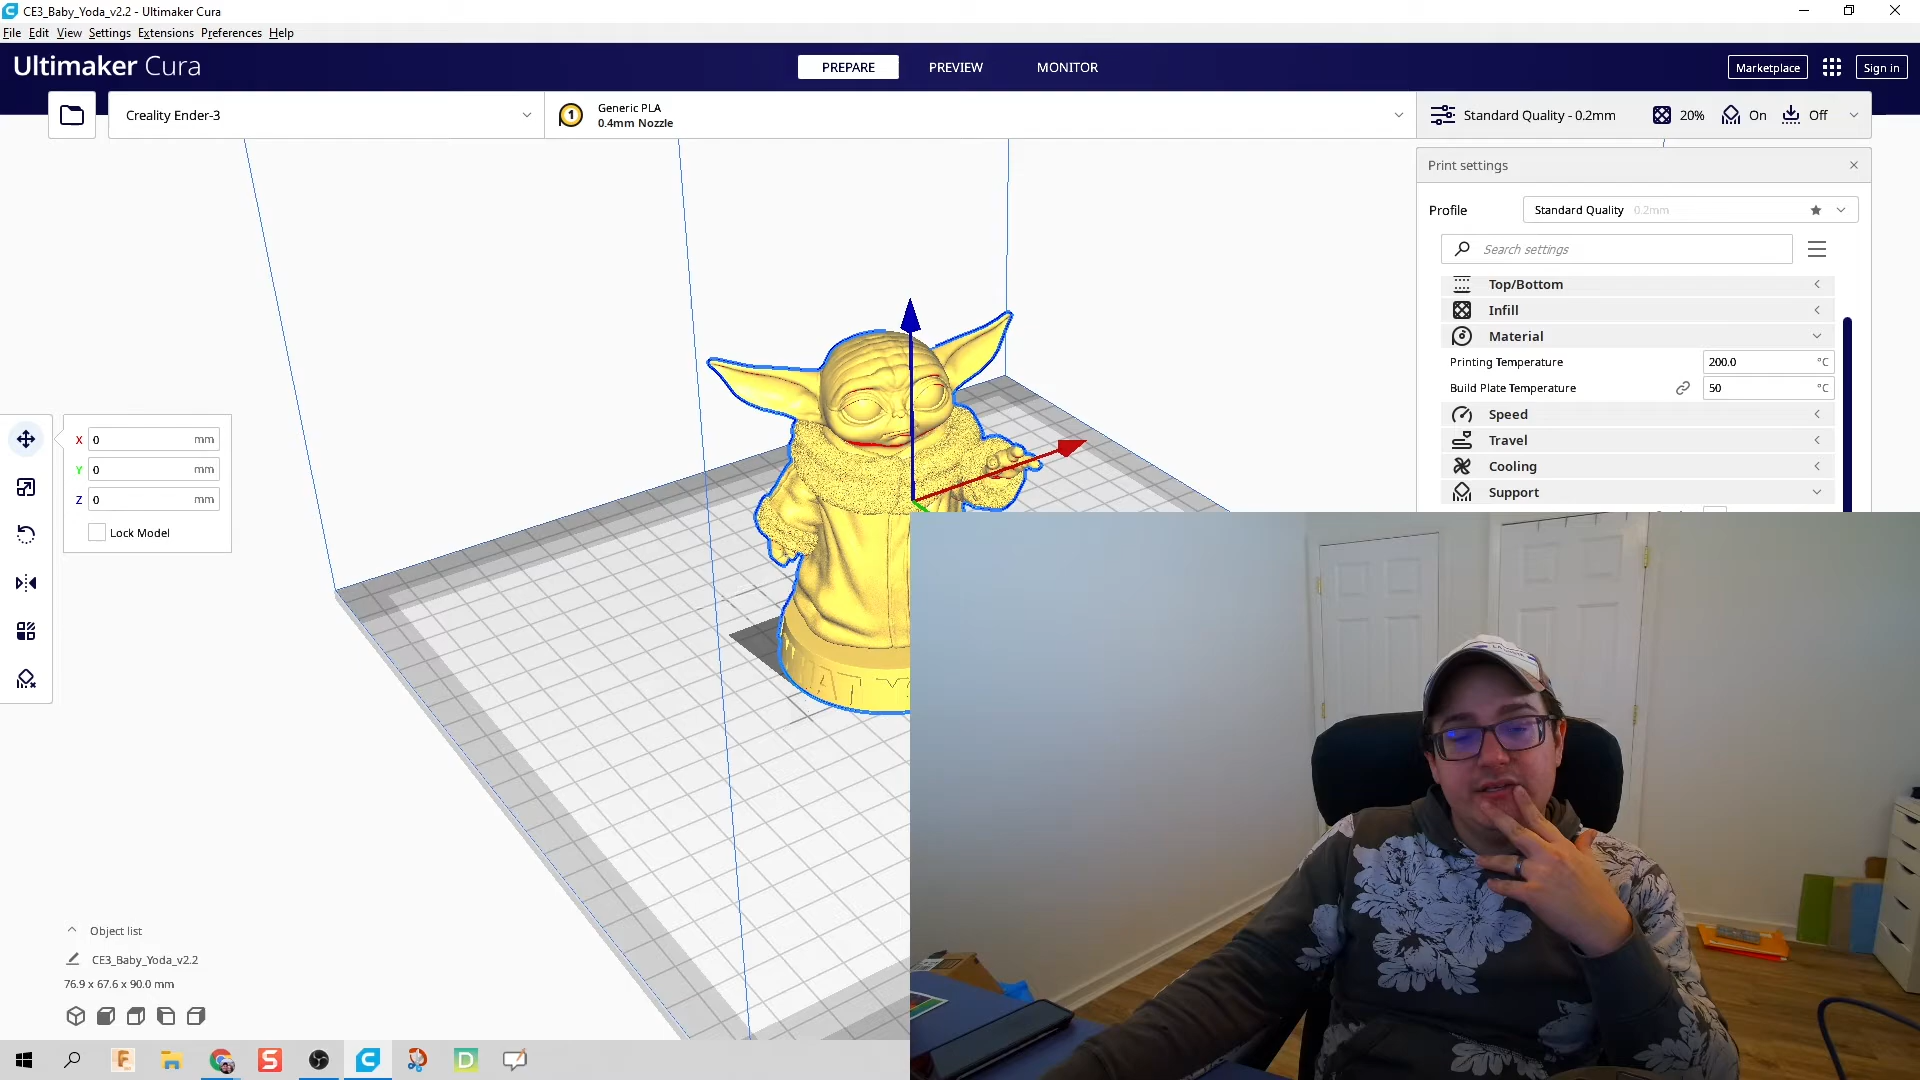 CE3_Baby_Yoda_v2.2 - Ultimaker Cura
File Edit View Settings Extensions Preferences Help
Ultimaker Cura
PREPARE PREVIEW MONITOR
Marketplace Sign in
Creality Ender-3
1 Generic PLA
0.4mm Nozzle
Standard Quality - 0.2mm 20% On Off
Print settings
Profile Standard Quality 0.2mm
Search settings
Top/Bottom
Infill
Material
Printing Temperature 200.0 °C
Build Plate Temperature 50 °C
Speed
Travel
Cooling
Support
X 0 mm
Y 0 mm
Z 0 mm
Lock Model
Object list
CE3_Baby_Yoda_v2.2
76.9 x 67.6 x 90.0 mm